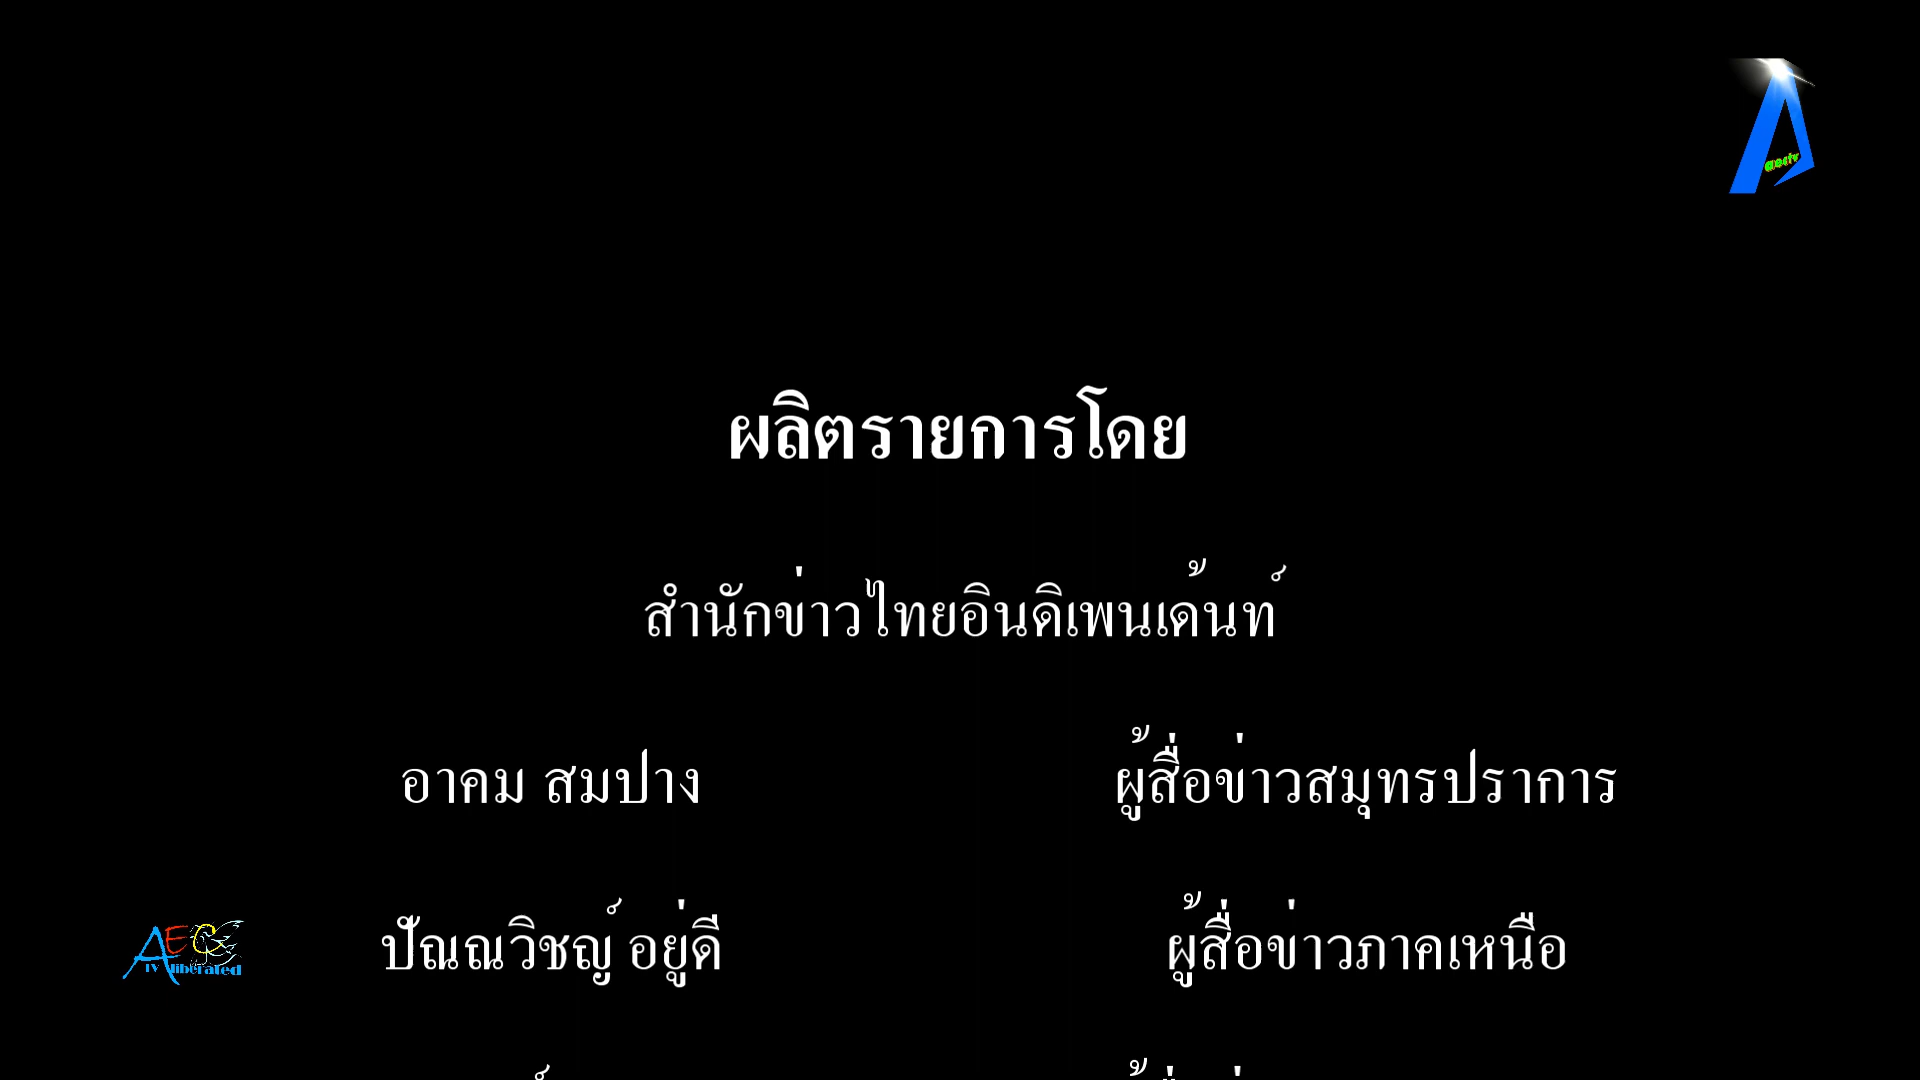 aectv
ผลิตรายการโดย
สำนักข่าวไทยอินดิเพนเด้นท์
อาคม สมปาง ผู้สื่อข่าวสมุทรปราการ
ปัณณวิชญ์ อยู่ดี ผู้สื่อข่าวภาคเหนือ
AEC
TV liberated